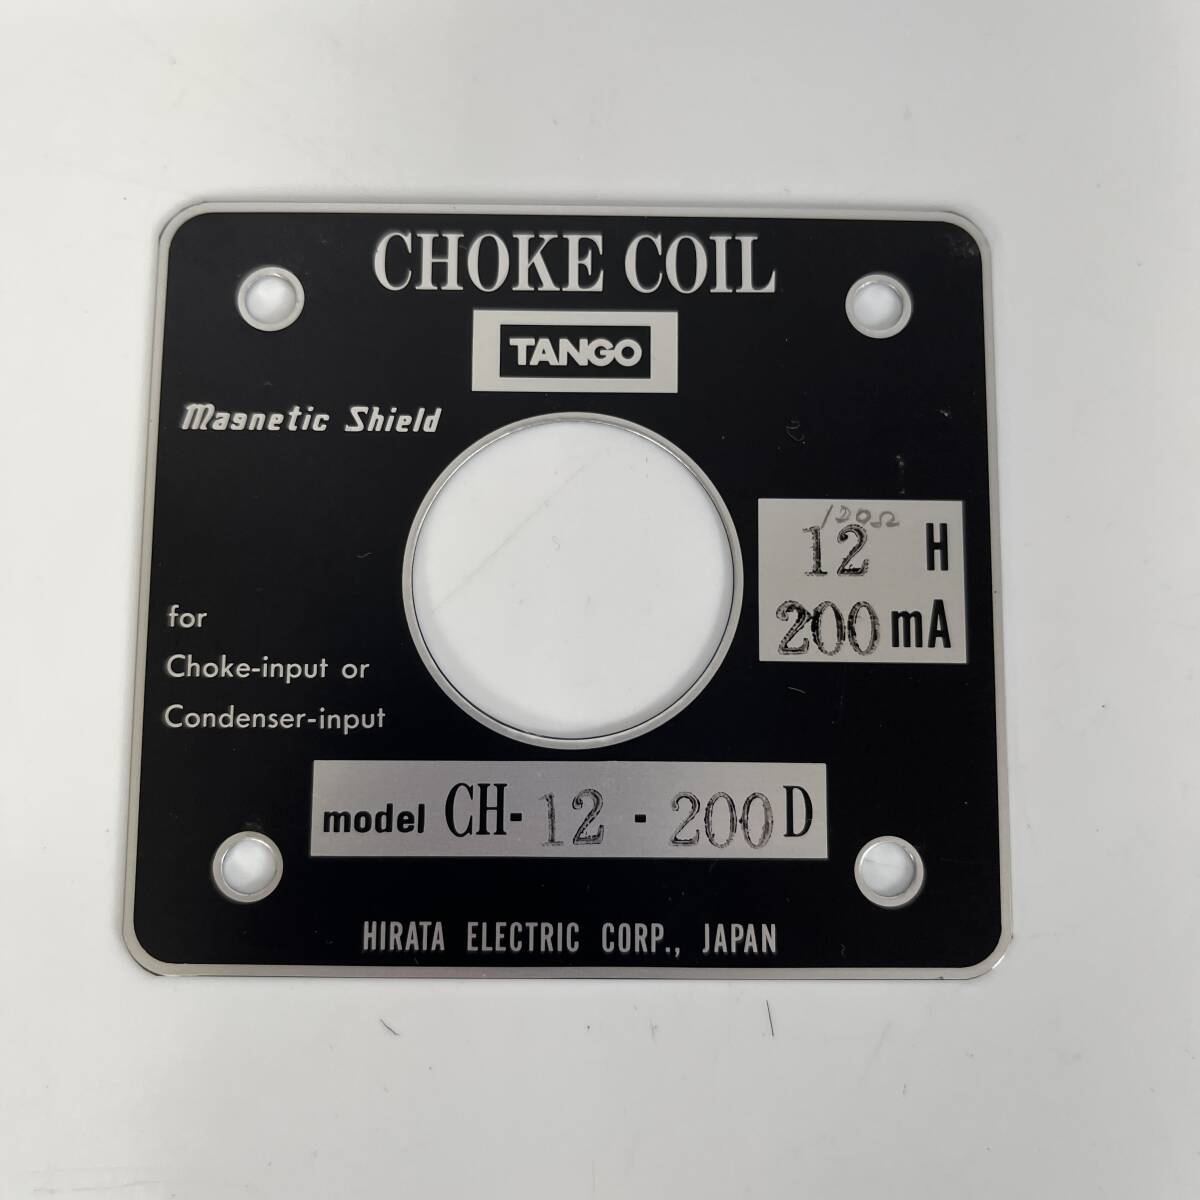 CHOKE COIL
TANGO
Magnetic Shield
120Ω
12 H
200 mA
for
Choke-input or
Condenser-input
model CH-12-200D
HIRATA ELECTRIC CORP., JAPAN